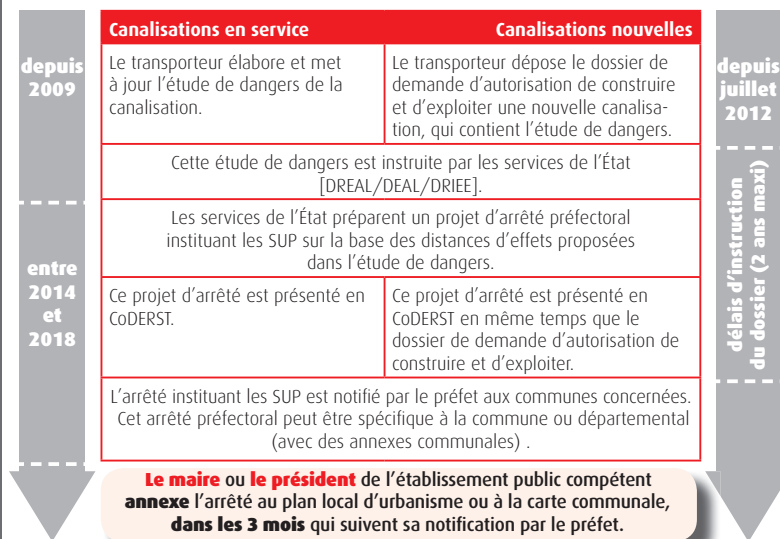 Canalisations en service
Canalisations nouvelles
depuis
2009
Le transporteur élabore et met
à jour l'étude de dangers de la
canalisation.
Le transporteur dépose le dossier de
demande d'autorisation de construire
et d'exploiter une nouvelle canalisa-
tion, qui contient l'étude de dangers.
depuis
juillet
2012
Cette étude de dangers est instruite par les services de l'État
[DREAL/DEAL/DRIEE].
Les services de l'État préparent un projet d'arrêté préfectoral
instituant les SUP sur la base des distances d'effets proposées
dans l'étude de dangers.
entre
2014
et
2018
Ce projet d'arrêté est présenté en
CoDERST.
Ce projet d'arrêté est présenté en
CoDERST en même temps que le
dossier de demande d'autorisation de
construire et d'exploiter.
délais d'instruction
du dossier (2 ans maxi)
L'arrêté instituant les SUP est notifié par le préfet aux communes concernées.
Cet arrêté préfectoral peut être spécifique à la commune ou départemental
(avec des annexes communales) .
Le maire ou le président de l'établissement public compétent
annexe l'arrêté au plan local d'urbanisme ou à la carte communale,
dans les 3 mois qui suivent sa notification par le préfet.